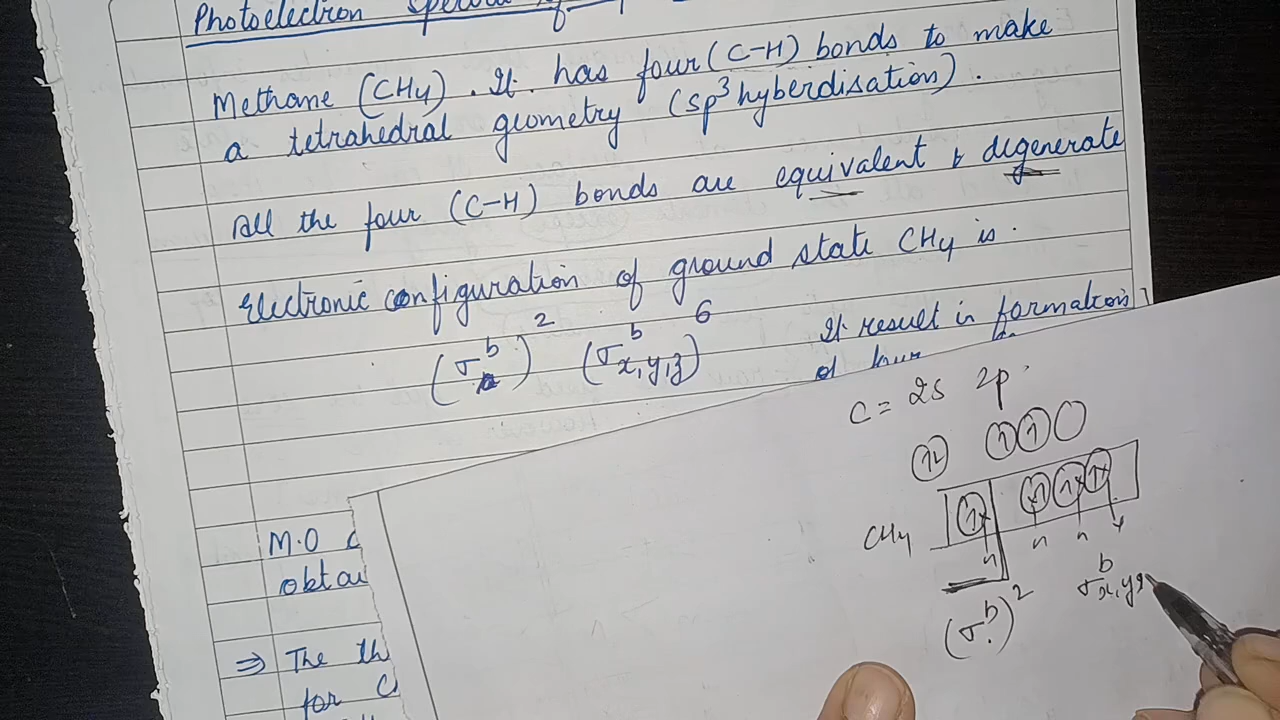 Photoelectron
Methane (CH4). It has four (C-H) bonds to make
a tetrahedral geometry (sp³ hyberdisation).
All the four (C-H) bonds are equivalent & degenerate
Electronic configuration of ground state CH4 is.
(σᵇ)² (σᵇx,y,z)⁶ It result in formation
of
M.O
⇒ The
for
C = 2s 2p
CH4
(σᵇ)² σᵇx,y